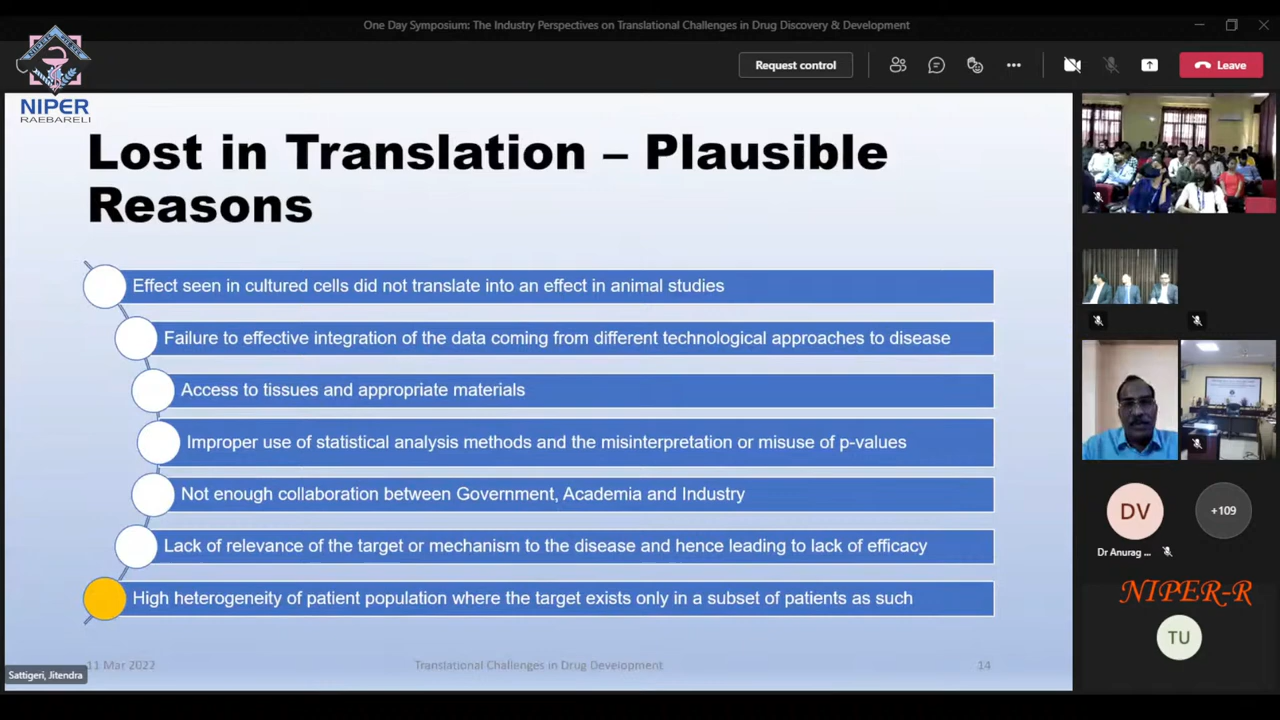 One Day Symposium: The Industry Perspectives on Translational Challenges in Drug Discovery & Development
NIPER
RAEBARELI
Request control
Leave
Lost in Translation – Plausible
Reasons
Effect seen in cultured cells did not translate into an effect in animal studies
Failure to effective integration of the data coming from different technological approaches to disease
Access to tissues and appropriate materials
Improper use of statistical analysis methods and the misinterpretation or misuse of p-values
Not enough collaboration between Government, Academia and Industry
Lack of relevance of the target or mechanism to the disease and hence leading to lack of efficacy
High heterogeneity of patient population where the target exists only in a subset of patients as such
11 Mar 2022
Translational Challenges in Drug Development
14
Sattigeri, Jitendra
DV
+109
Dr Anurag ...
NIPER-R
TU